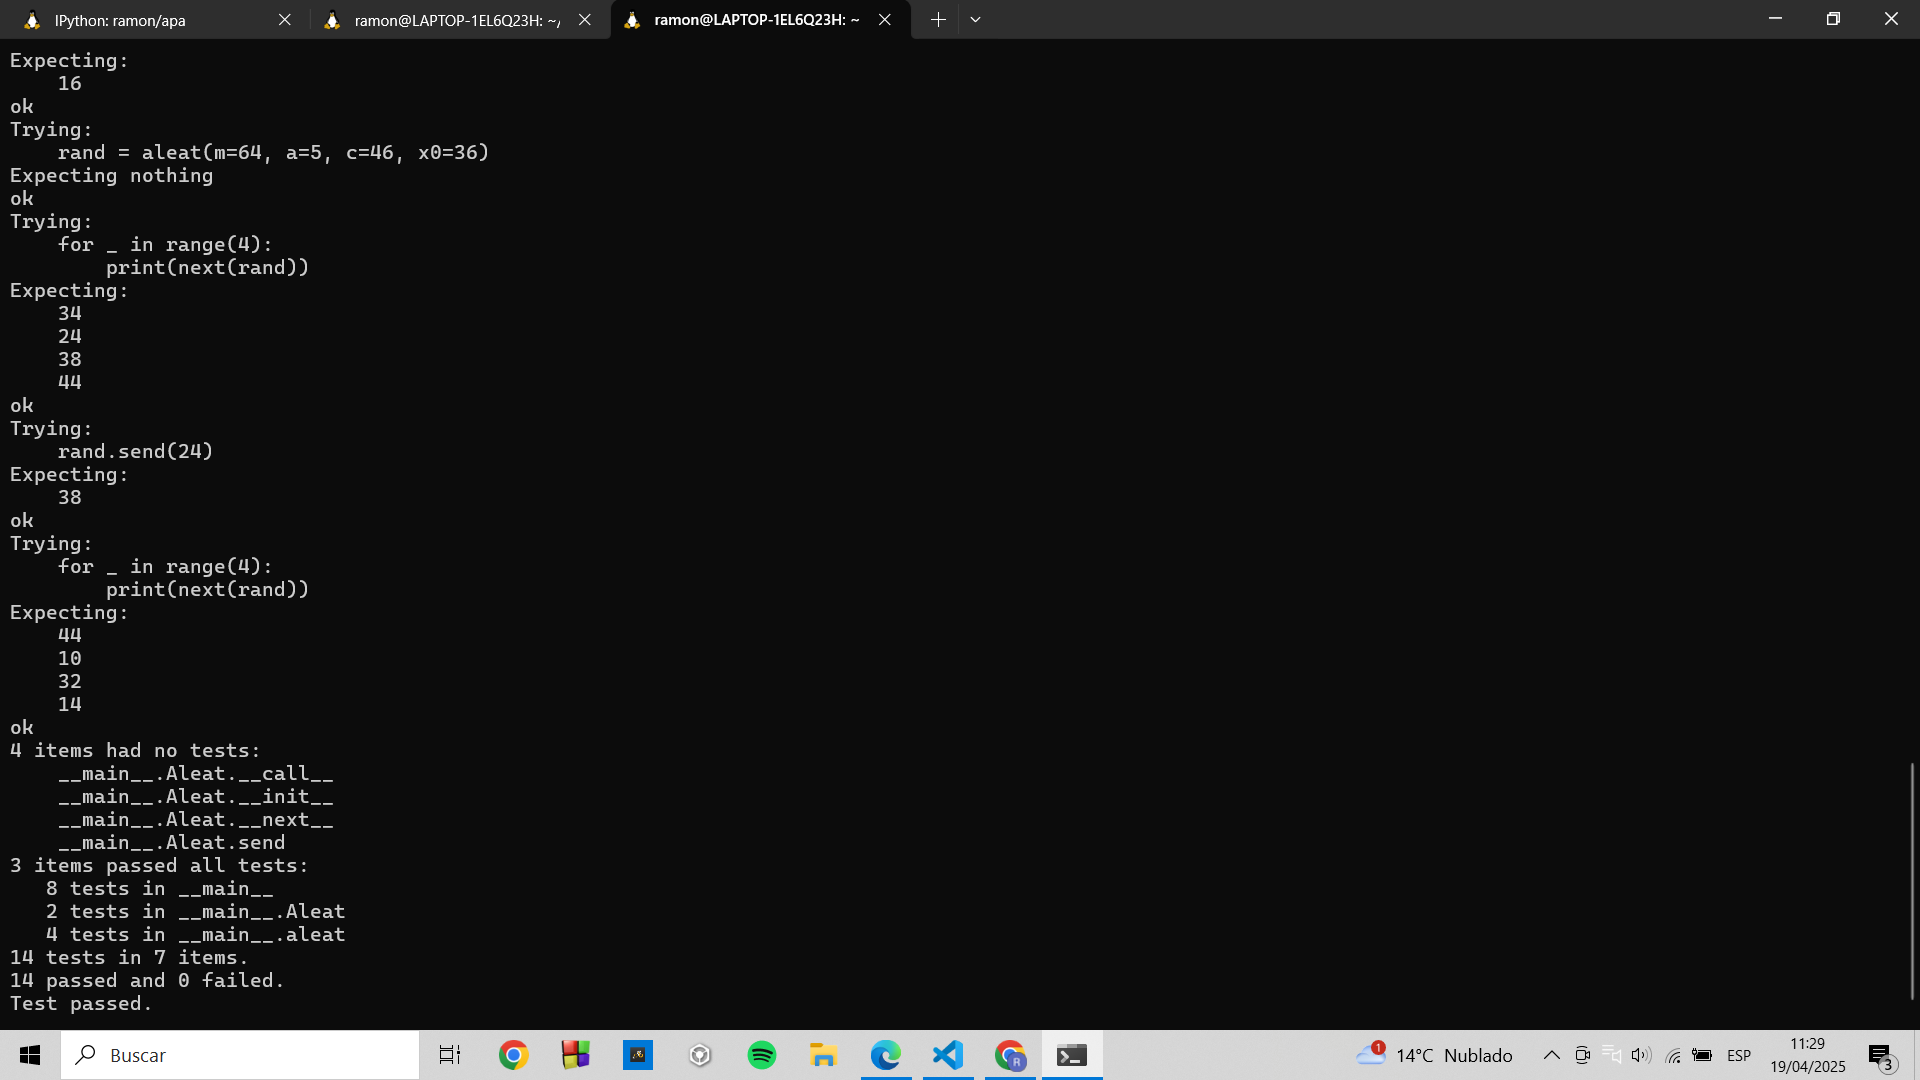 IPython: ramon/apa
ramon@LAPTOP-1EL6Q23H: ~/
ramon@LAPTOP-1EL6Q23H: ~
Expecting:
    16
ok
Trying:
    rand = aleat(m=64, a=5, c=46, x0=36)
Expecting nothing
ok
Trying:
    for _ in range(4):
        print(next(rand))
Expecting:
    34
    24
    38
    44
ok
Trying:
    rand.send(24)
Expecting:
    38
ok
Trying:
    for _ in range(4):
        print(next(rand))
Expecting:
    44
    10
    32
    14
ok
4 items had no tests:
    __main__.Aleat.__call__
    __main__.Aleat.__init__
    __main__.Aleat.__next__
    __main__.Aleat.send
3 items passed all tests:
   8 tests in __main__
   2 tests in __main__.Aleat
   4 tests in __main__.aleat
14 tests in 7 items.
14 passed and 0 failed.
Test passed.
Buscar
R
1
14°C Nublado
ESP
11:29
19/04/2025
3